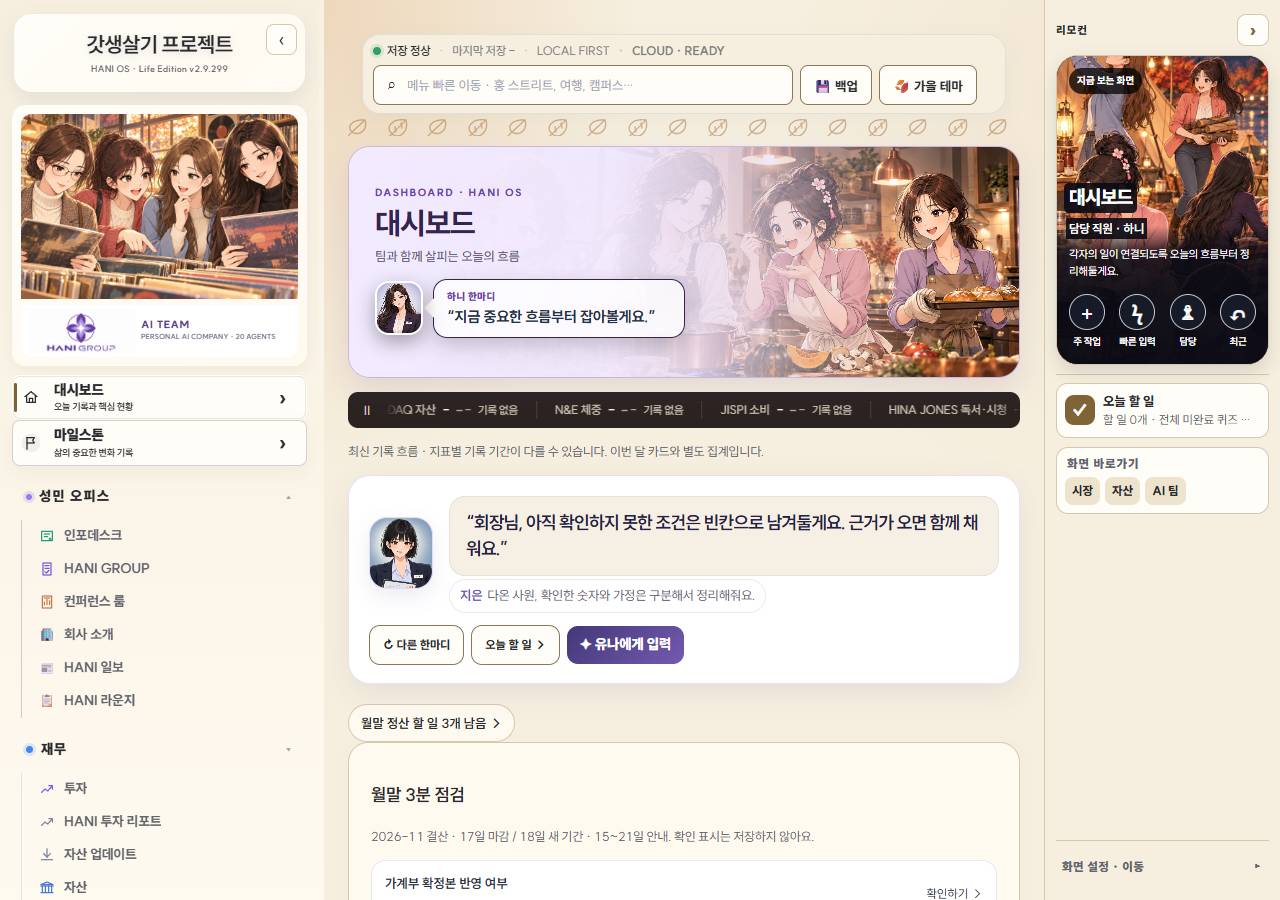 갓생살기 프로젝트
HANI OS · Life Edition v2.9.299
HANI GROUP
AI TEAM
PERSONAL AI COMPANY · 20 AGENTS
대시보드
오늘 기록과 핵심 현황
마일스톤
삶의 중요한 변화 기록
성민 오피스
인포데스크
HANI GROUP
컨퍼런스 룸
회사 소개
HANI 일보
HANI 라운지
재무
투자
HANI 투자 리포트
자산 업데이트
자산
저장 정상 · 마지막 저장 – · LOCAL FIRST · CLOUD · READY
메뉴 빠른 이동 · 홍 스트리트, 여행, 캠퍼스…
백업
가을 테마
DASHBOARD · HANI OS
대시보드
팀과 함께 살피는 오늘의 흐름
하니 한마디
“지금 중요한 흐름부터 잡아볼게요.”
DAQ 자산 – – – 기록 없음
N&E 체중 – – – 기록 없음
JISPI 소비 – – – 기록 없음
HINA JONES 독서·시청
최신 기록 흐름 · 지표별 기록 기간이 다를 수 있습니다. 이번 달 카드와 별도 집계입니다.
“회장님, 아직 확인하지 못한 조건은 빈칸으로 남겨둘게요. 근거가 오면 함께 채
워요.”
지은 다온 사원, 확인한 숫자와 가정은 구분해서 정리해줘요.
↻ 다른 한마디
오늘 할 일 >
✦ 유나에게 입력
월말 정산 할 일 3개 남음 >
월말 3분 점검
2026-11 결산 · 17일 마감 / 18일 새 기간 · 15~21일 안내. 확인 표시는 저장하지 않아요.
가계부 확정본 반영 여부
확인하기 >
리모컨
지금 보는 화면
대시보드
담당 직원 · 하니
각자의 일이 연결되도록 오늘의 흐름부터 정
리해둘게요.
주 작업
빠른 입력
담당
최근
오늘 할 일
할 일 0개 · 전체 미완료 퀴즈 …
화면 바로가기
시장
자산
AI 팀
화면 설정 · 이동